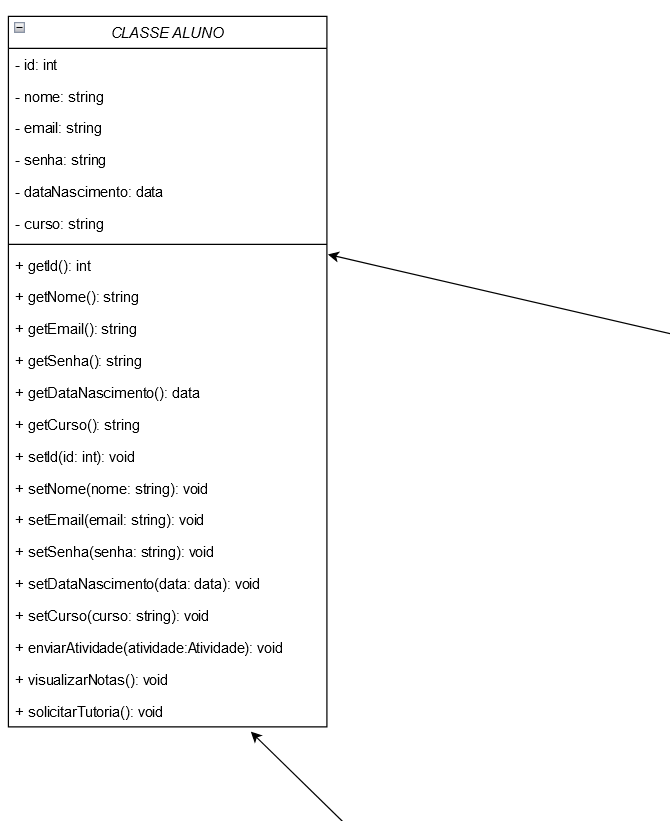 CLASSE ALUNO
- id: int
- nome: string
- email: string
- senha: string
- dataNascimento: data
- curso: string
+ getId(): int
+ getNome(): string
+ getEmail(): string
+ getSenha(): string
+ getDataNascimento(): data
+ getCurso(): string
+ setId(id: int): void
+ setNome(nome: string): void
+ setEmail(email: string): void
+ setSenha(senha: string): void
+ setDataNascimento(data: data): void
+ setCurso(curso: string): void
+ enviarAtividade(atividade:Atividade): void
+ visualizarNotas(): void
+ solicitarTutoria(): void